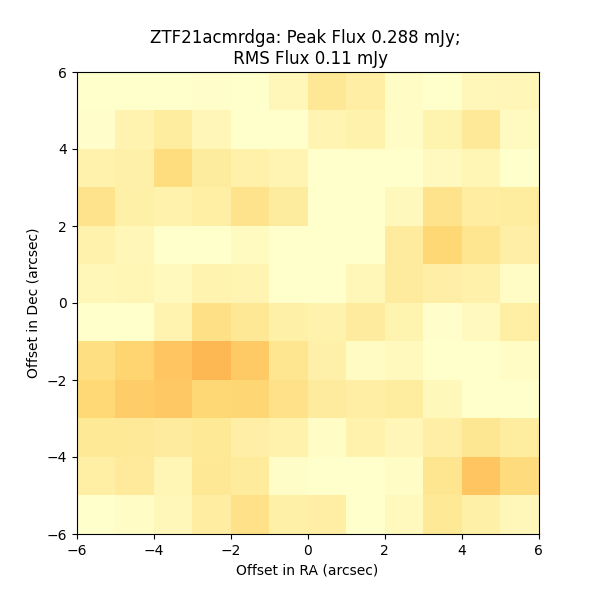 ZTF21acmrdga: Peak Flux 0.288 mJy;
RMS Flux 0.11 mJy
6
4
2
0
−2
−4
−6
Offset in Dec (arcsec)
−6 −4 −2 0 2 4 6
Offset in RA (arcsec)